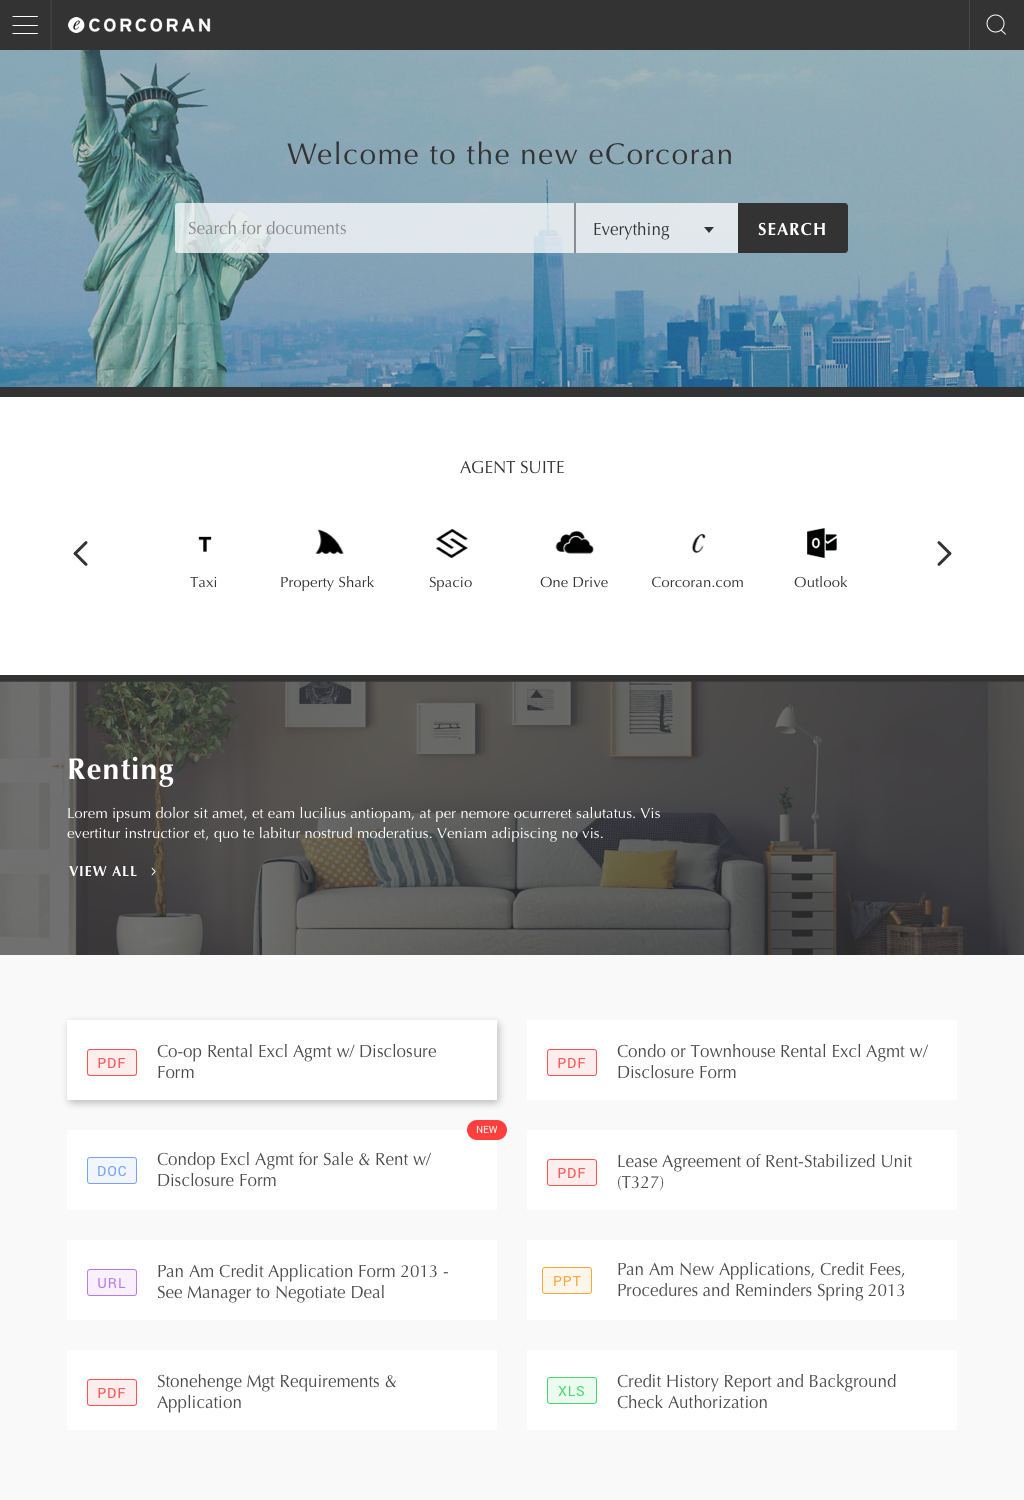 CORCORAN
Welcome to the new eCorcoran
Search for documents
Everything
SEARCH
AGENT SUITE
T
Taxi
Property Shark
Spacio
One Drive
C
Corcoran.com
O
Outlook
Renting
Lorem ipsum dolor sit amet, et eam lucilius antiopam, at per nemore ocurreret salutatus. Vis
evertitur instructior et, quo te labitur nostrud moderatius. Veniam adipiscing no vis.
VIEW ALL
PDF
Co-op Rental Excl Agmt w/ Disclosure
Form
PDF
Condo or Townhouse Rental Excl Agmt w/
Disclosure Form
NEW
DOC
Condop Excl Agmt for Sale & Rent w/
Disclosure Form
PDF
Lease Agreement of Rent-Stabilized Unit
(T327)
URL
Pan Am Credit Application Form 2013 -
See Manager to Negotiate Deal
PPT
Pan Am New Applications, Credit Fees,
Procedures and Reminders Spring 2013
PDF
Stonehenge Mgt Requirements &
Application
XLS
Credit History Report and Background
Check Authorization